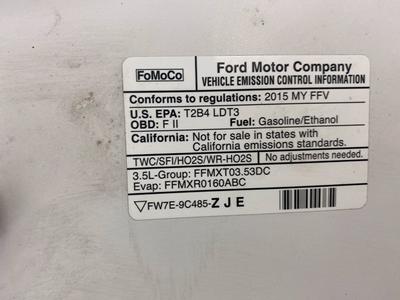 FoMoCo
Ford Motor Company
VEHICLE EMISSION CONTROL INFORMATION
Conforms to regulations: 2015 MY FFV
U.S. EPA: T2B4 LDT3
OBD: F II Fuel: Gasoline/Ethanol
California: Not for sale in states with
California emissions standards.
TWC/SFI/HO2S/WR-HO2S No adjustments needed.
3.5L-Group: FFMXT03.53DC
Evap: FFMXR0160ABC
FW7E-9C485-Z J E